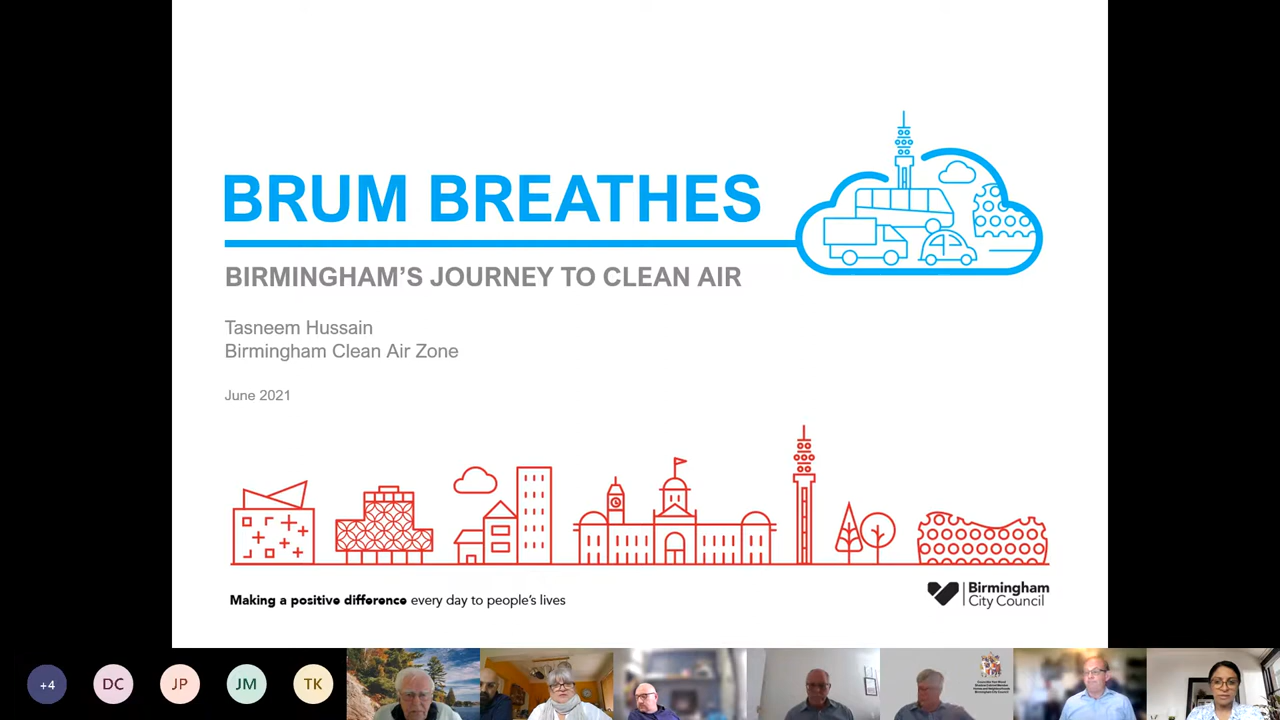 BRUM BREATHES
BIRMINGHAM'S JOURNEY TO CLEAN AIR
Tasneem Hussain
Birmingham Clean Air Zone
June 2021
Making a positive difference every day to people's lives
Birmingham
City Council
+4
DC
JP
JM
TK